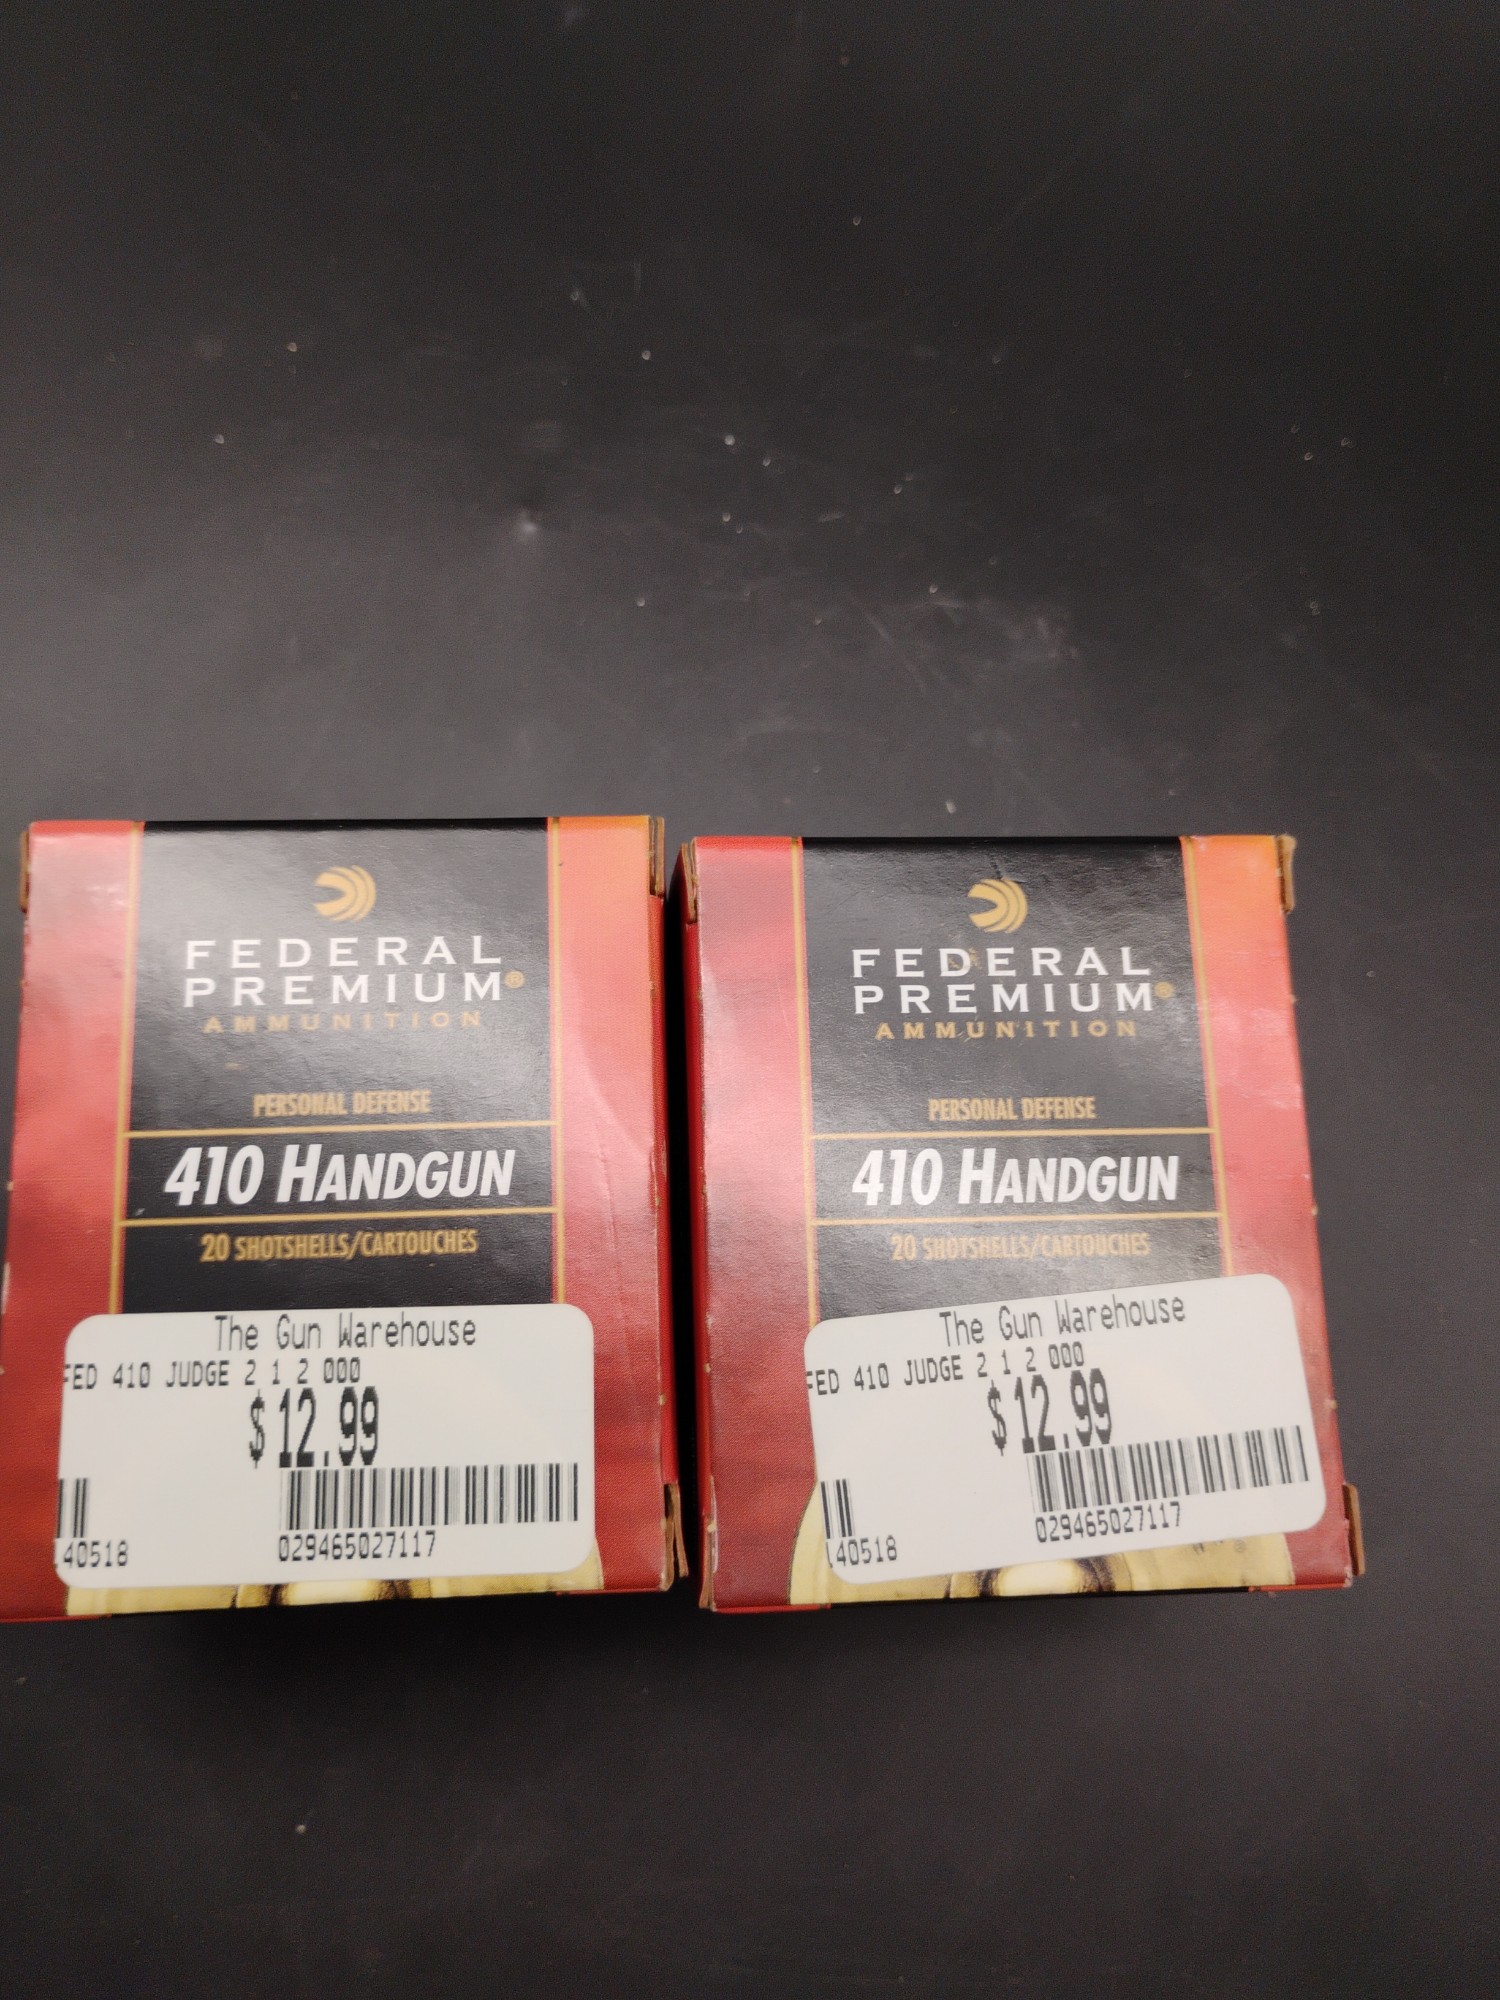 FEDERAL
PREMIUM®
AMMUNITION
PERSONAL DEFENSE
410 HANDGUN
20 SHOTSHELLS/CARTOUCHES
The Gun Warehouse
FED 410 JUDGE 2 1 2 000
$12.99
40518
029465027117
FEDERAL
PREMIUM®
AMMUNITION
PERSONAL DEFENSE
410 HANDGUN
20 SHOTSHELLS/CARTOUCHES
The Gun Warehouse
FED 410 JUDGE 2 1 2 000
$12.99
40518
029465027117